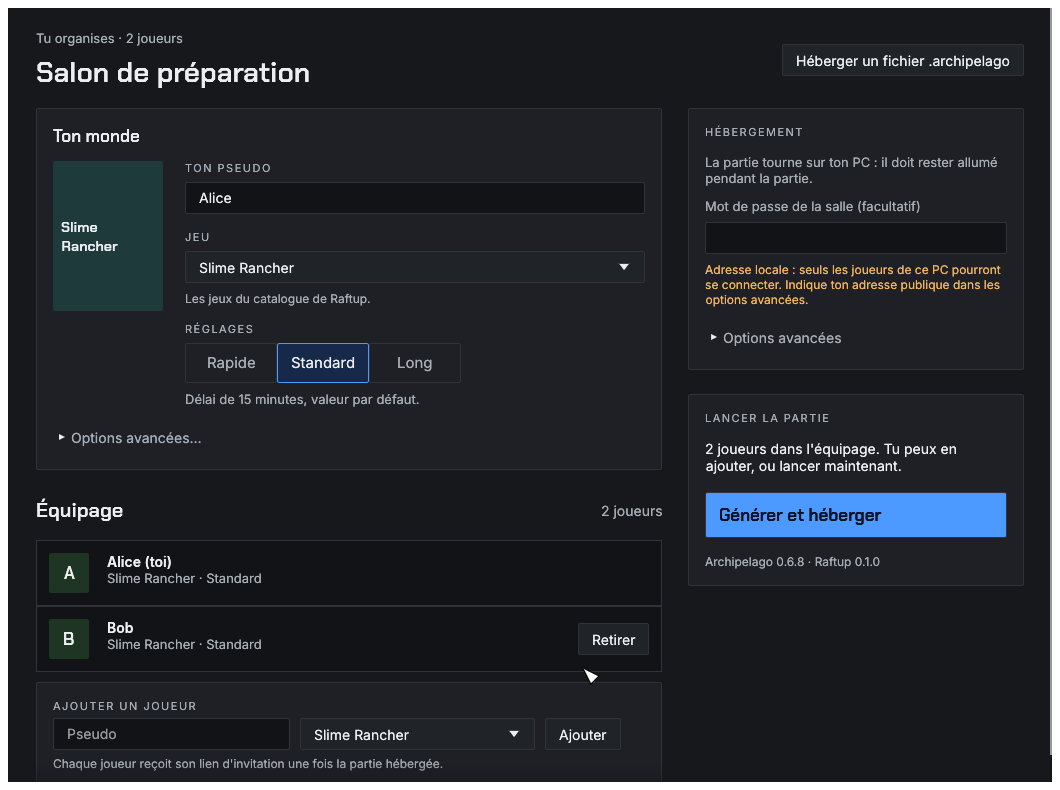 Tu organises · 2 joueurs
Salon de préparation
Héberger un fichier .archipelago
Ton monde
Slime
Rancher
TON PSEUDO
Alice
JEU
Slime Rancher
Les jeux du catalogue de Raftup.
RÉGLAGES
Rapide
Standard
Long
Délai de 15 minutes, valeur par défaut.
Options avancées...
Équipage
2 joueurs
A
Alice (toi)
Slime Rancher · Standard
B
Bob
Slime Rancher · Standard
Retirer
AJOUTER UN JOUEUR
Pseudo
Slime Rancher
Ajouter
Chaque joueur reçoit son lien d'invitation une fois la partie hébergée.
HÉBERGEMENT
La partie tourne sur ton PC : il doit rester allumé
pendant la partie.
Mot de passe de la salle (facultatif)
Adresse locale : seuls les joueurs de ce PC pourront
se connecter. Indique ton adresse publique dans les
options avancées.
Options avancées
LANCER LA PARTIE
2 joueurs dans l'équipage. Tu peux en
ajouter, ou lancer maintenant.
Générer et héberger
Archipelago 0.6.8 · Raftup 0.1.0